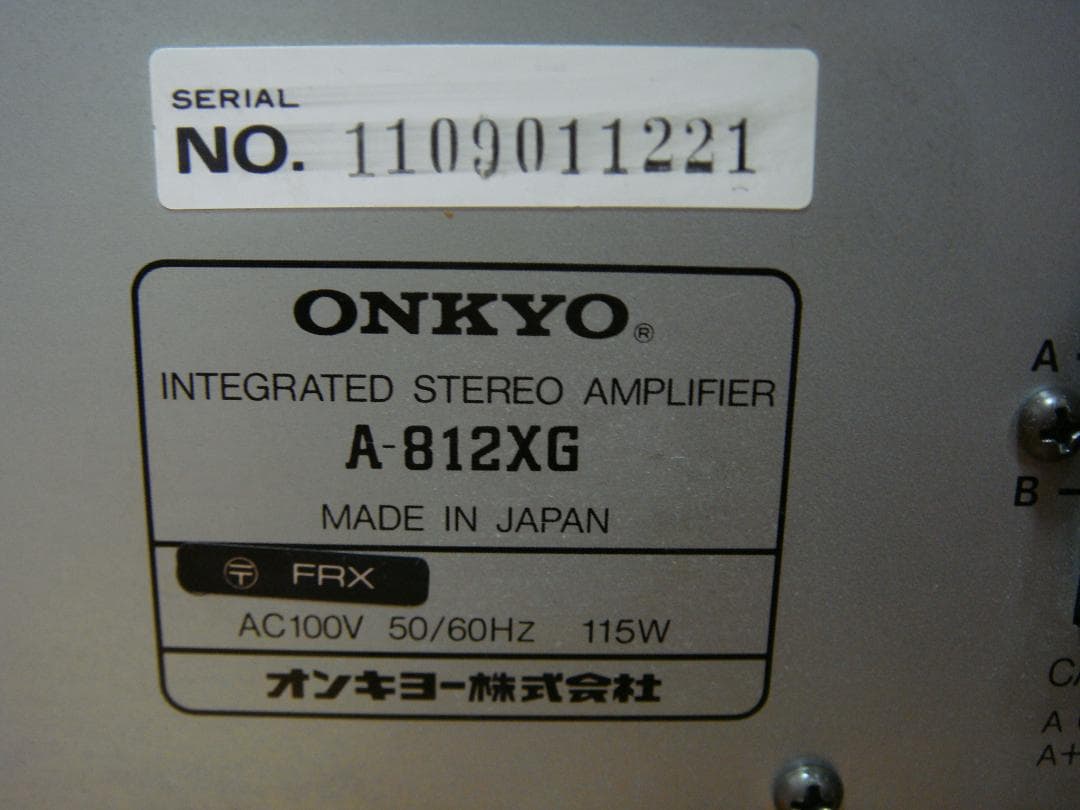 SERIAL
NO. 1109011221
ONKYO®
INTEGRATED STEREO AMPLIFIER
A-812XG
MADE IN JAPAN
〒 FRX
AC100V 50/60Hz 115W
オンキヨー株式会社
A
B
A
A+